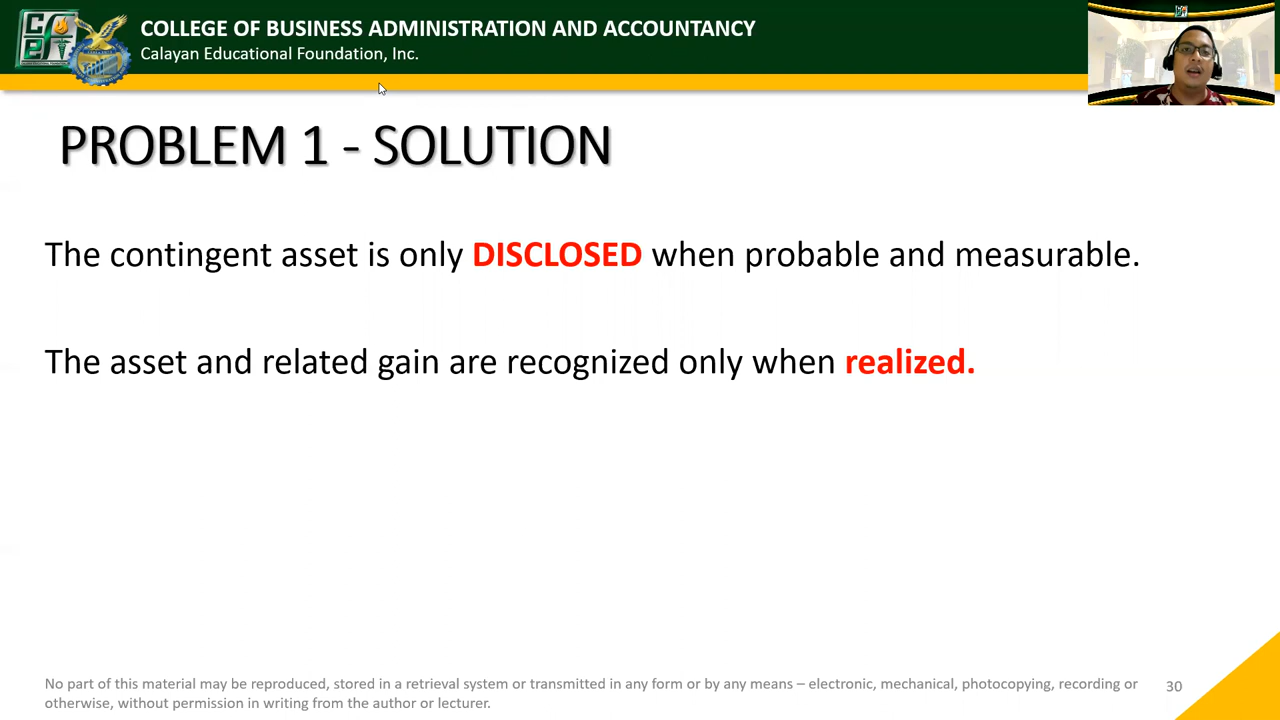 COLLEGE OF BUSINESS ADMINISTRATION AND ACCOUNTANCY
Calayan Educational Foundation, Inc.
PROBLEM 1 - SOLUTION
The contingent asset is only DISCLOSED when probable and measurable.
The asset and related gain are recognized only when realized.
No part of this material may be reproduced, stored in a retrieval system or transmitted in any form or by any means – electronic, mechanical, photocopying, recording or
otherwise, without permission in writing from the author or lecturer.
30